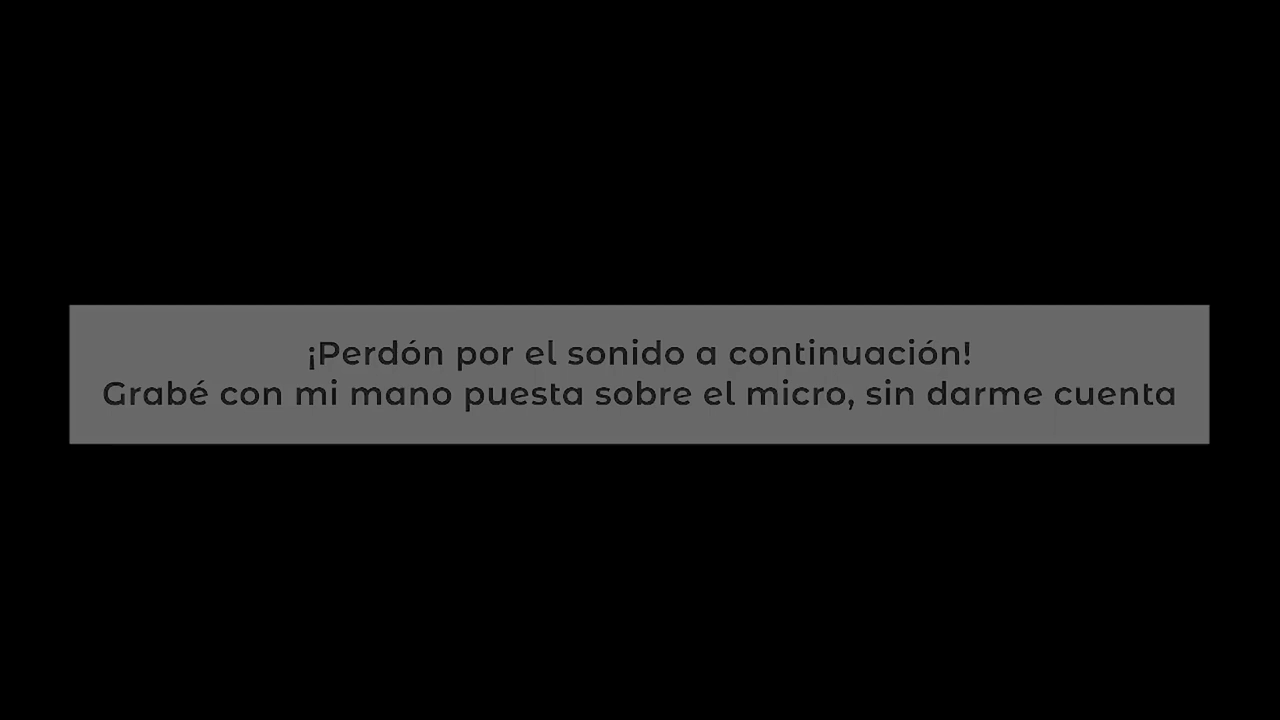 ¡Perdón por el sonido a continuación!
Grabé con mi mano puesta sobre el micro, sin darme cuenta